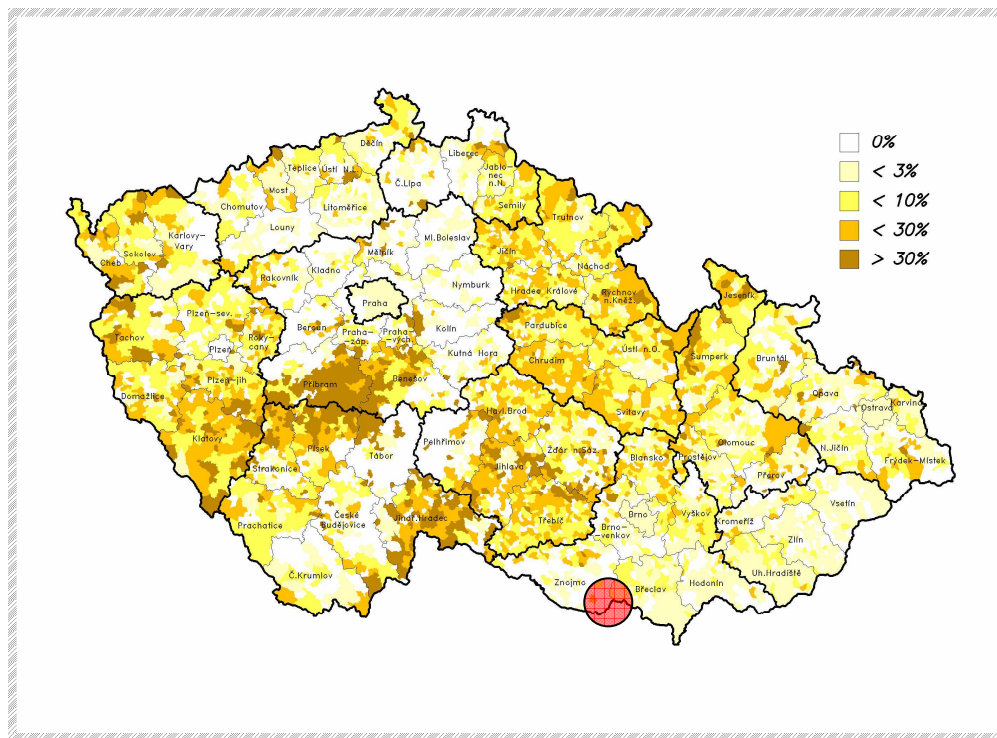 0%
< 3%
< 10%
< 30%
> 30%
Děčín
Liberec
Teplice
Ústí N.L.
Jablo
nec
n.N.
Č.Lípa
Most
Chomutov
Litoměřice
Semily
Trutnov
Louny
Karlovy-
Vary
Ml.Boleslav
Sokolov
Cheb
Mělník
Jičín
Náchod
Kladno
Rakovník
Nymburk
Hradec Králové
Rychnov
n.Kněž.
Jeseník
Praha
Plzeň-sev.
Beroun
Praha-
záp.
Praha-
vých.
Kolín
Pardubice
Tachov
Roky-
cany
Plzeň
Ústí n.O.
Šumperk
Bruntál
Kutná Hora
Chrudim
Plzeň-jih
Příbram
Benešov
Domažlice
Opava
Karviná
Ostrava
Havl.Brod
Svitavy
Klatovy
Pelhřimov
Olomouc
Písek
Tábor
Žďár n.Sáz.
Blansko
Prostějov
N.Jičín
Frýdek-Místek
Strakonice
Jihlava
Přerov
Vsetín
České
Budějovice
Jindř.Hradec
Třebíč
Brno
Vyškov
Kroměříž
Prachatice
Brno-
venkov
Zlín
Č.Krumlov
Znojmo
Břeclav
Hodonín
Uh.Hradiště